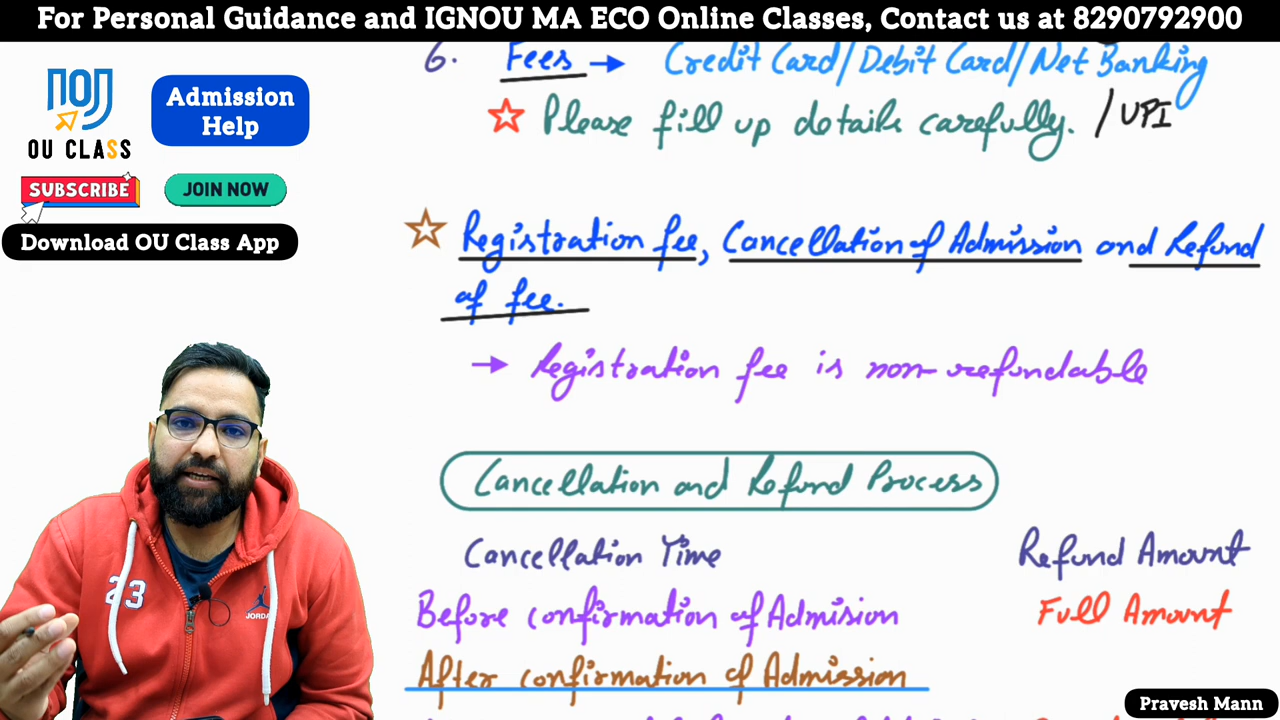 For Personal Guidance and IGNOU MA ECO Online Classes, Contact us at 8290792900
OU CLASS
Admission
Help
SUBSCRIBE
JOIN NOW
Download OU Class App
6. Fees → Credit Card/Debit Card/Net Banking
☆ Please fill up details carefully. /UPI
☆ Registration fee, Cancellation of Admission and Refund
of fee.
→ Registration fee is non-refundable
Cancellation and Refund Process
Cancellation Time Refund Amount
Before confirmation of Admision Full Amount
After confirmation of Admission
23
JORDA
Pravesh Mann